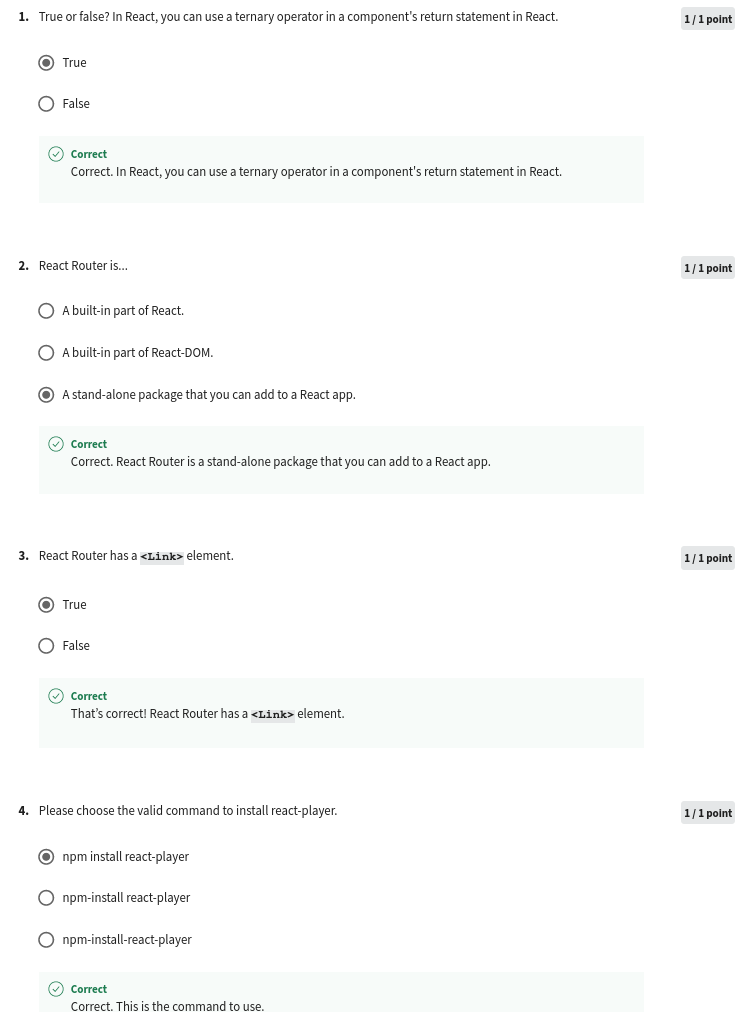 1. True or false? In React, you can use a ternary operator in a component's return statement in React.
1 / 1 point
True
False
Correct
Correct. In React, you can use a ternary operator in a component's return statement in React.
2. React Router is...
1 / 1 point
A built-in part of React.
A built-in part of React-DOM.
A stand-alone package that you can add to a React app.
Correct
Correct. React Router is a stand-alone package that you can add to a React app.
3. React Router has a <Link> element.
1 / 1 point
True
False
Correct
That’s correct! React Router has a <Link> element.
4. Please choose the valid command to install react-player.
1 / 1 point
npm install react-player
npm-install react-player
npm-install-react-player
Correct
Correct. This is the command to use.